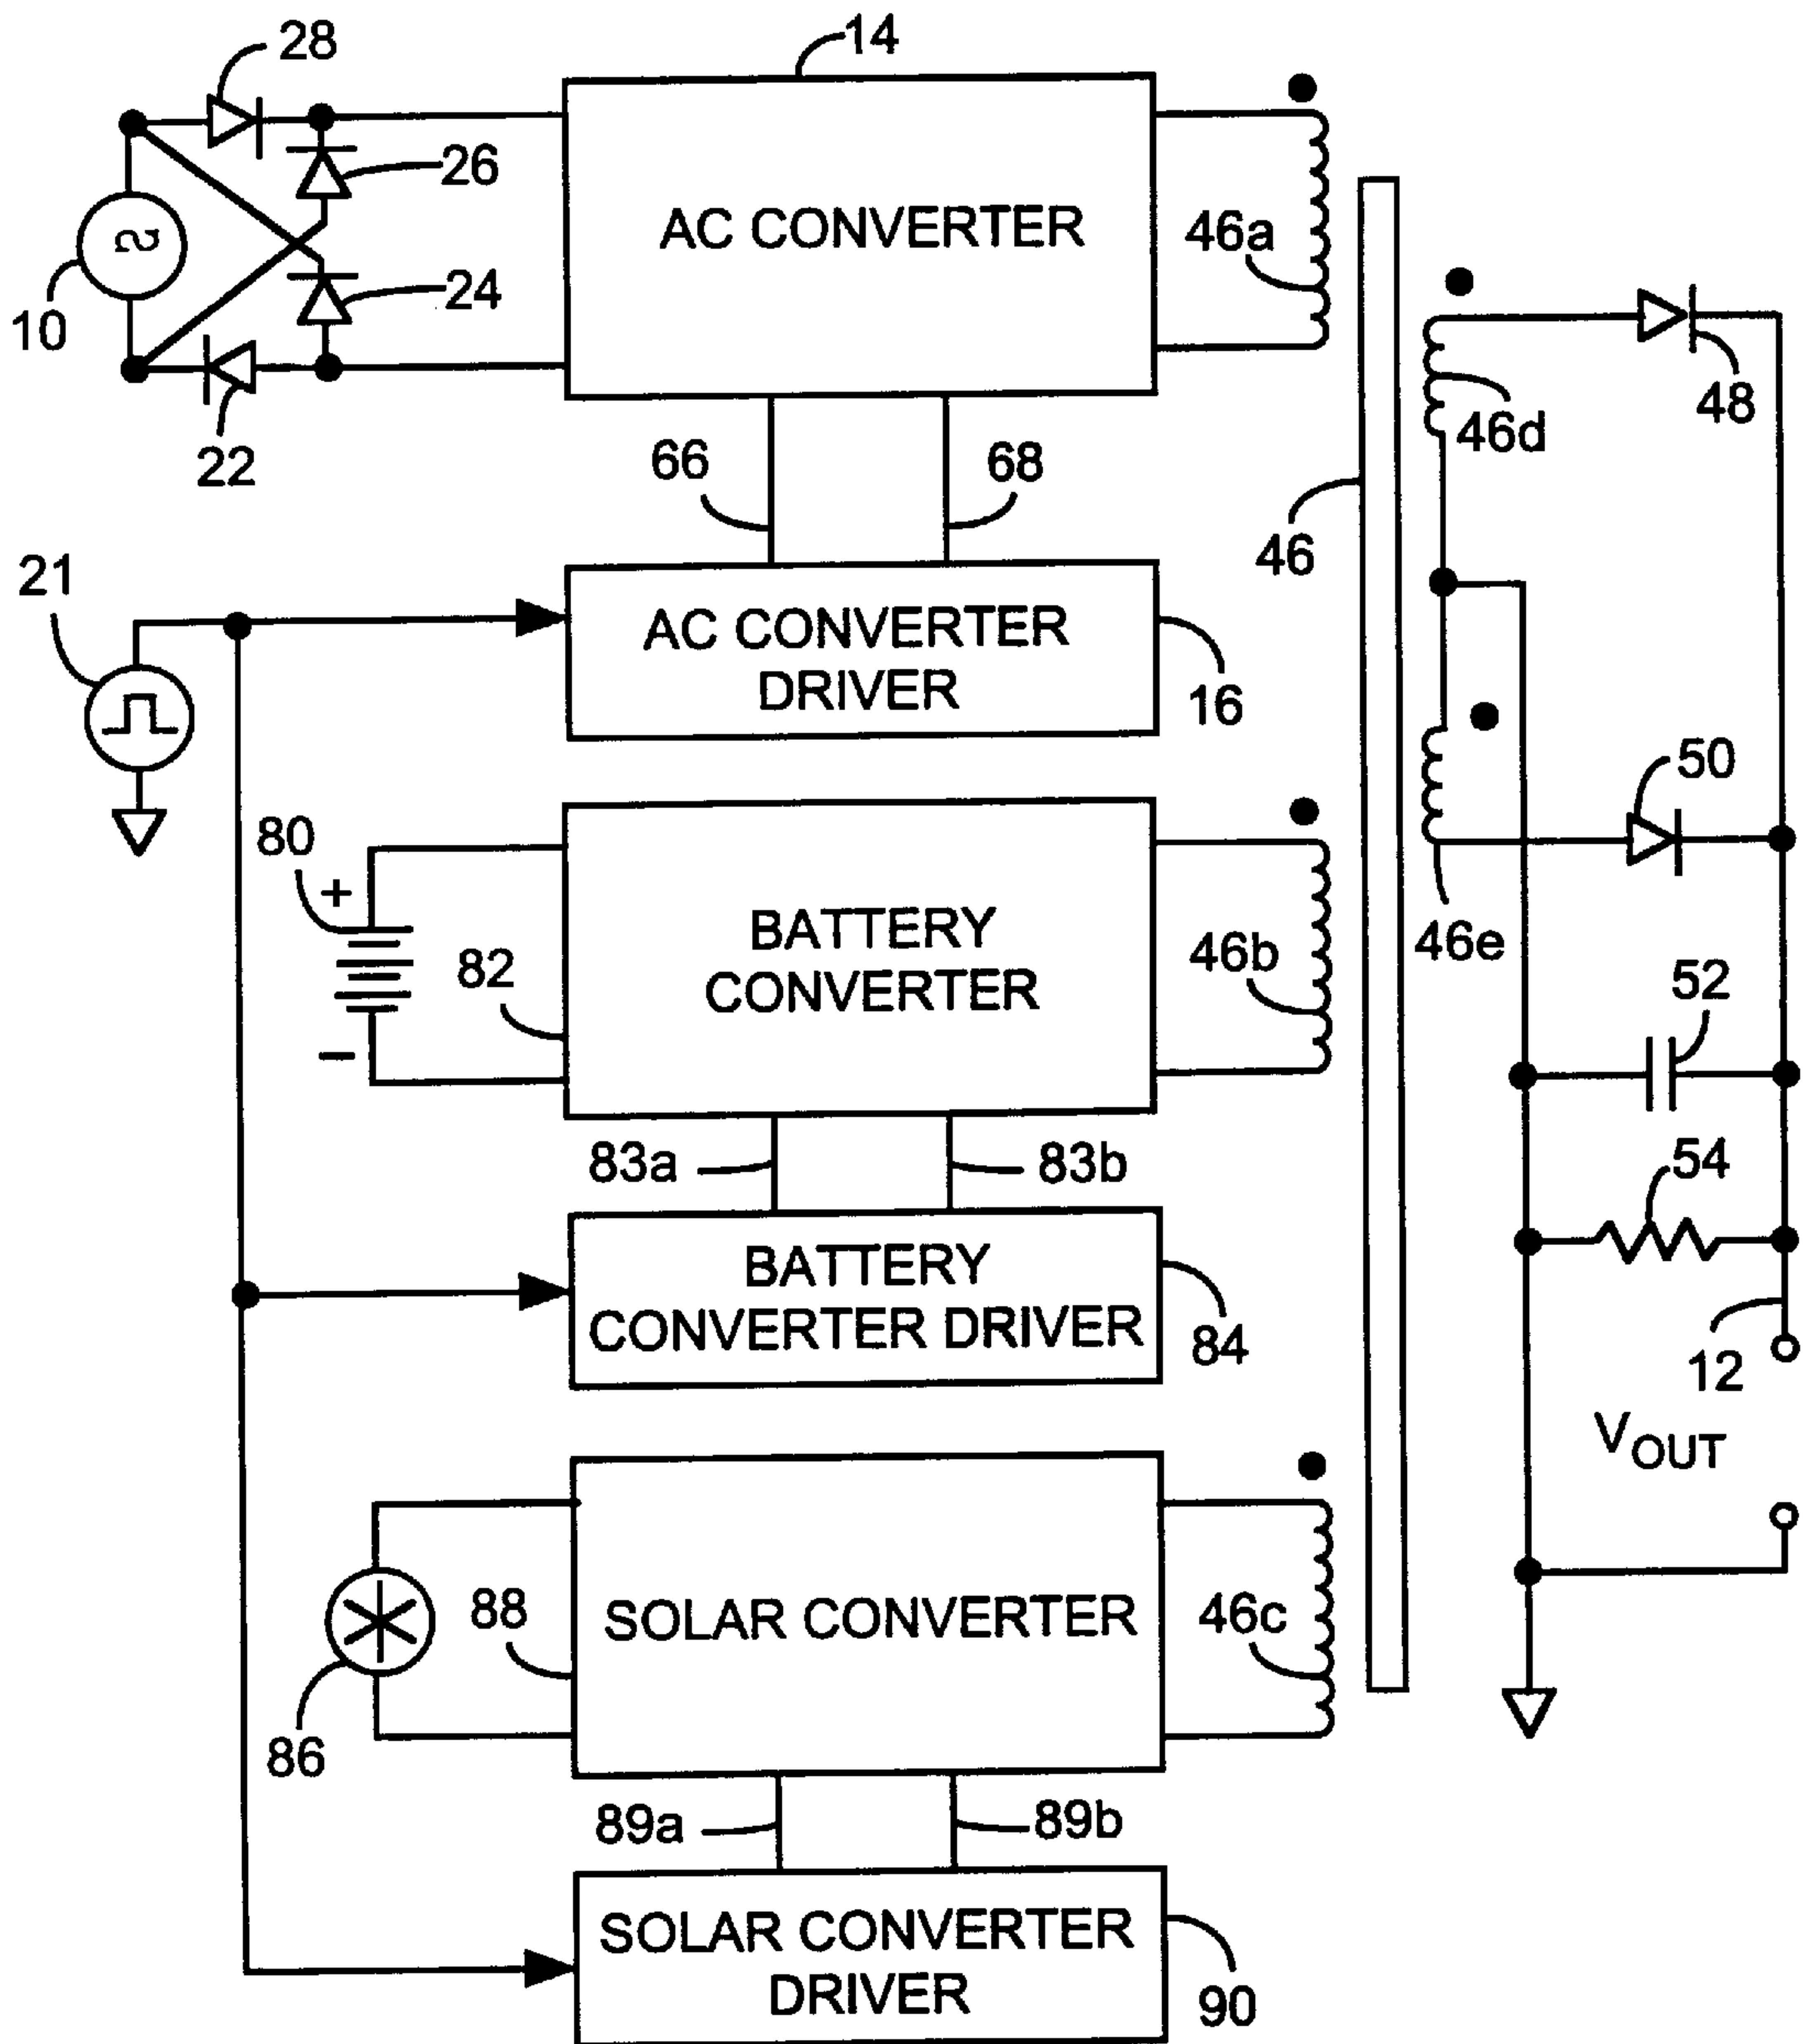 28
14
26
AC CONVERTER
46a
24
10
22
48
46d
66
68
46
21
AC CONVERTER
DRIVER
16
50
80
+
BATTERY
CONVERTER
46b
46e
82
52
−
83a
83b
54
BATTERY
CONVERTER DRIVER
84
12
VOUT
SOLAR CONVERTER
88
46c
86
89a
89b
SOLAR CONVERTER
DRIVER
90